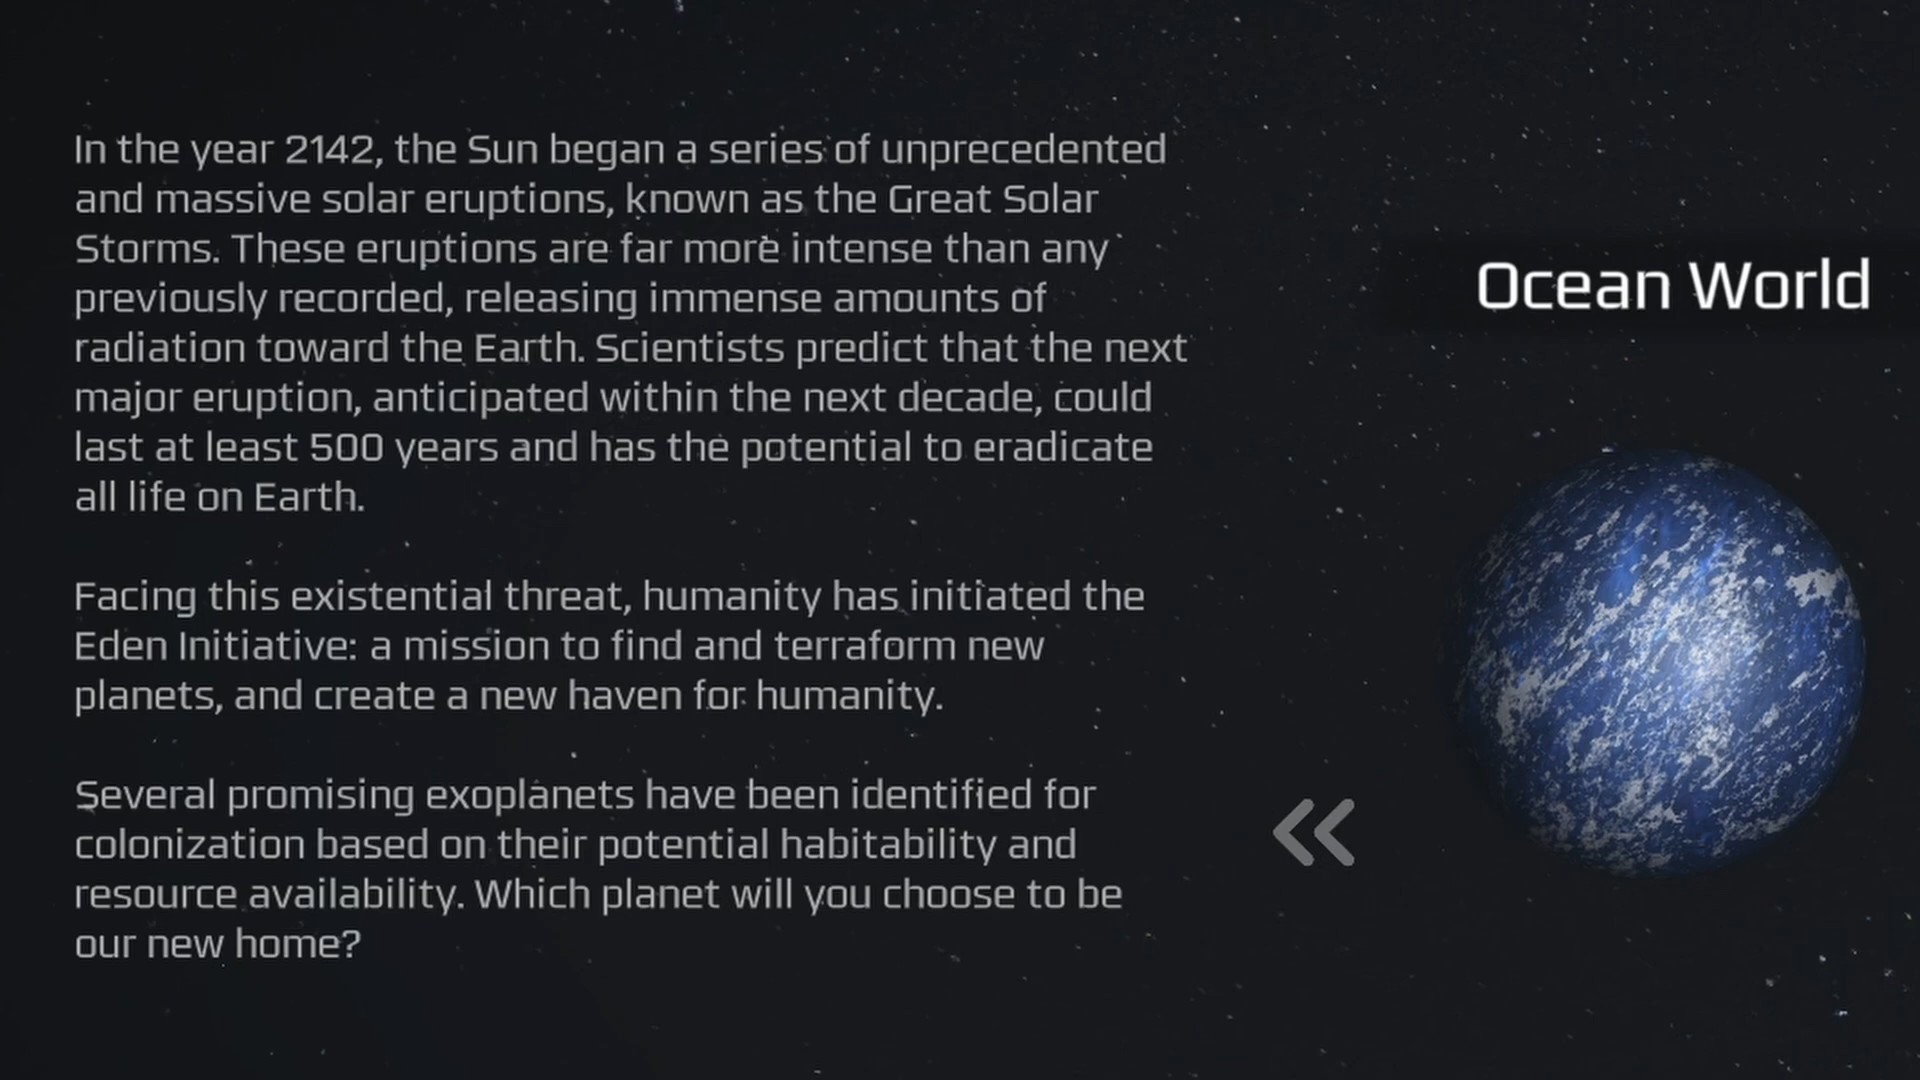 In the year 2142, the Sun began a series of unprecedented
and massive solar eruptions, known as the Great Solar
Storms. These eruptions are far more intense than any
previously recorded, releasing immense amounts of
radiation toward the Earth. Scientists predict that the next
major eruption, anticipated within the next decade, could
last at least 500 years and has the potential to eradicate
all life on Earth.
Facing this existential threat, humanity has initiated the
Eden Initiative: a mission to find and terraform new
planets, and create a new haven for humanity.
Several promising exoplanets have been identified for
colonization based on their potential habitability and
resource availability. Which planet will you choose to be
our new home?
Ocean World